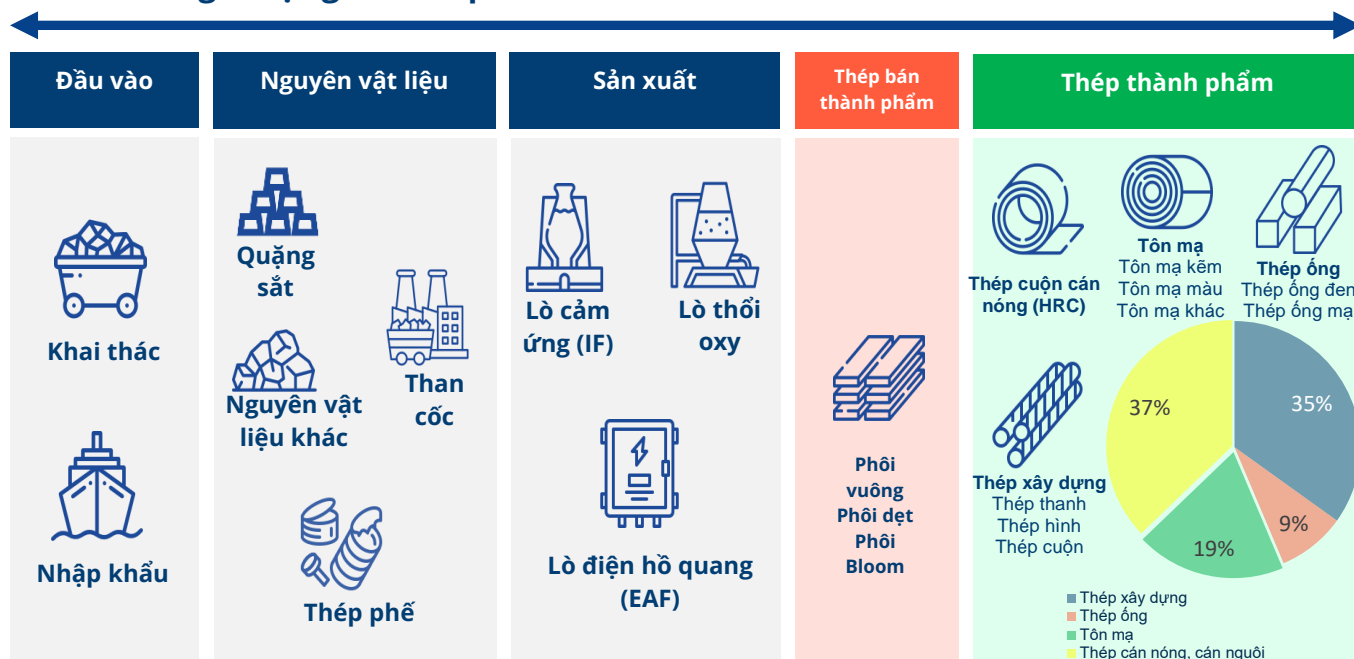 Đầu vào
Nguyên vật liệu
Sản xuất
Thép bán
thành phẩm
Thép thành phẩm
Khai thác
Nhập khẩu
Quặng
sắt
Nguyên vật
liệu khác
Than
cốc
Thép phế
Lò cảm
ứng (IF)
Lò thổi
oxy
Lò điện hồ quang
(EAF)
Phôi
vuông
Phôi dẹt
Phôi
Bloom
Thép cuộn cán
nóng (HRC)
Tôn mạ
Tôn mạ kẽm
Tôn mạ màu
Tôn mạ khác
Thép ống
Thép ống đen
Thép ống mạ
Thép xây dựng
Thép thanh
Thép hình
Thép cuộn
37%
35%
9%
19%
Thép xây dựng
Thép ống
Tôn mạ
Thép cán nóng, cán nguội